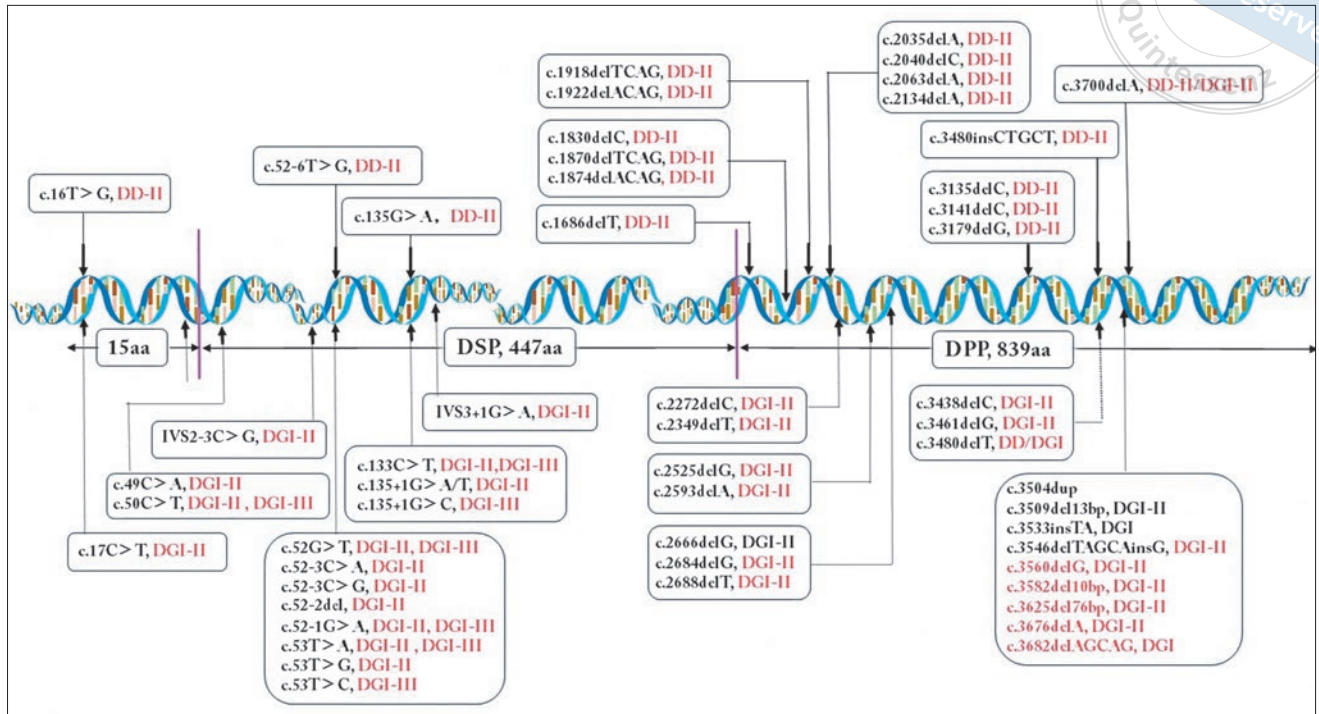 Quintessenz
c.16T> G, DD-II
c.52-6T> G, DD-II
c.135G> A, DD-II
c.1918delTCAG, DD-II
c.1922delACAG, DD-II
c.1830delC, DD-II
c.1870delTCAG, DD-II
c.1874delACAG, DD-II
c.1686delT, DD-II
c.2035delA, DD-II
c.2040delC, DD-II
c.2063delA, DD-II
c.2134delA, DD-II
c.3480insCTGCT, DD-II
c.3135delC, DD-II
c.3141delC, DD-II
c.3179delG, DD-II
c.3700delA, DD-II/DGI-II
15aa
DSP, 447aa
DPP, 839aa
IVS2-3C> G, DGI-II
c.49C> A, DGI-II
c.50C> T, DGI-II , DGI-III
c.17C> T, DGI-II
IVS3+1G> A, DGI-II
c.133C> T, DGI-II,DGI-III
c.135+1G> A/T, DGI-II
c.135+1G> C, DGI-III
c.52G> T, DGI-II, DGI-III
c.52-3C> A, DGI-II
c.52-3C> G, DGI-II
c.52-2del, DGI-II
c.52-1G> A, DGI-II, DGI-III
c.53T> A, DGI-II , DGI-III
c.53T> G, DGI-II
c.53T> C, DGI-III
c.2272delC, DGI-II
c.2349delT, DGI-II
c.2525delG, DGI-II
c.2593delA, DGI-II
c.2666delG, DGI-II
c.2684delG, DGI-II
c.2688delT, DGI-II
c.3438delC, DGI-II
c.3461delG, DGI-II
c.3480delT, DD/DGI
c.3504dup
c.3509del13bp, DGI-II
c.3533insTA, DGI
c.3546delTAGCAinsG, DGI-II
c.3560delG, DGI-II
c.3582del10bp, DGI-II
c.3625del76bp, DGI-II
c.3676delA, DGI-II
c.3682delAGCAG, DGI